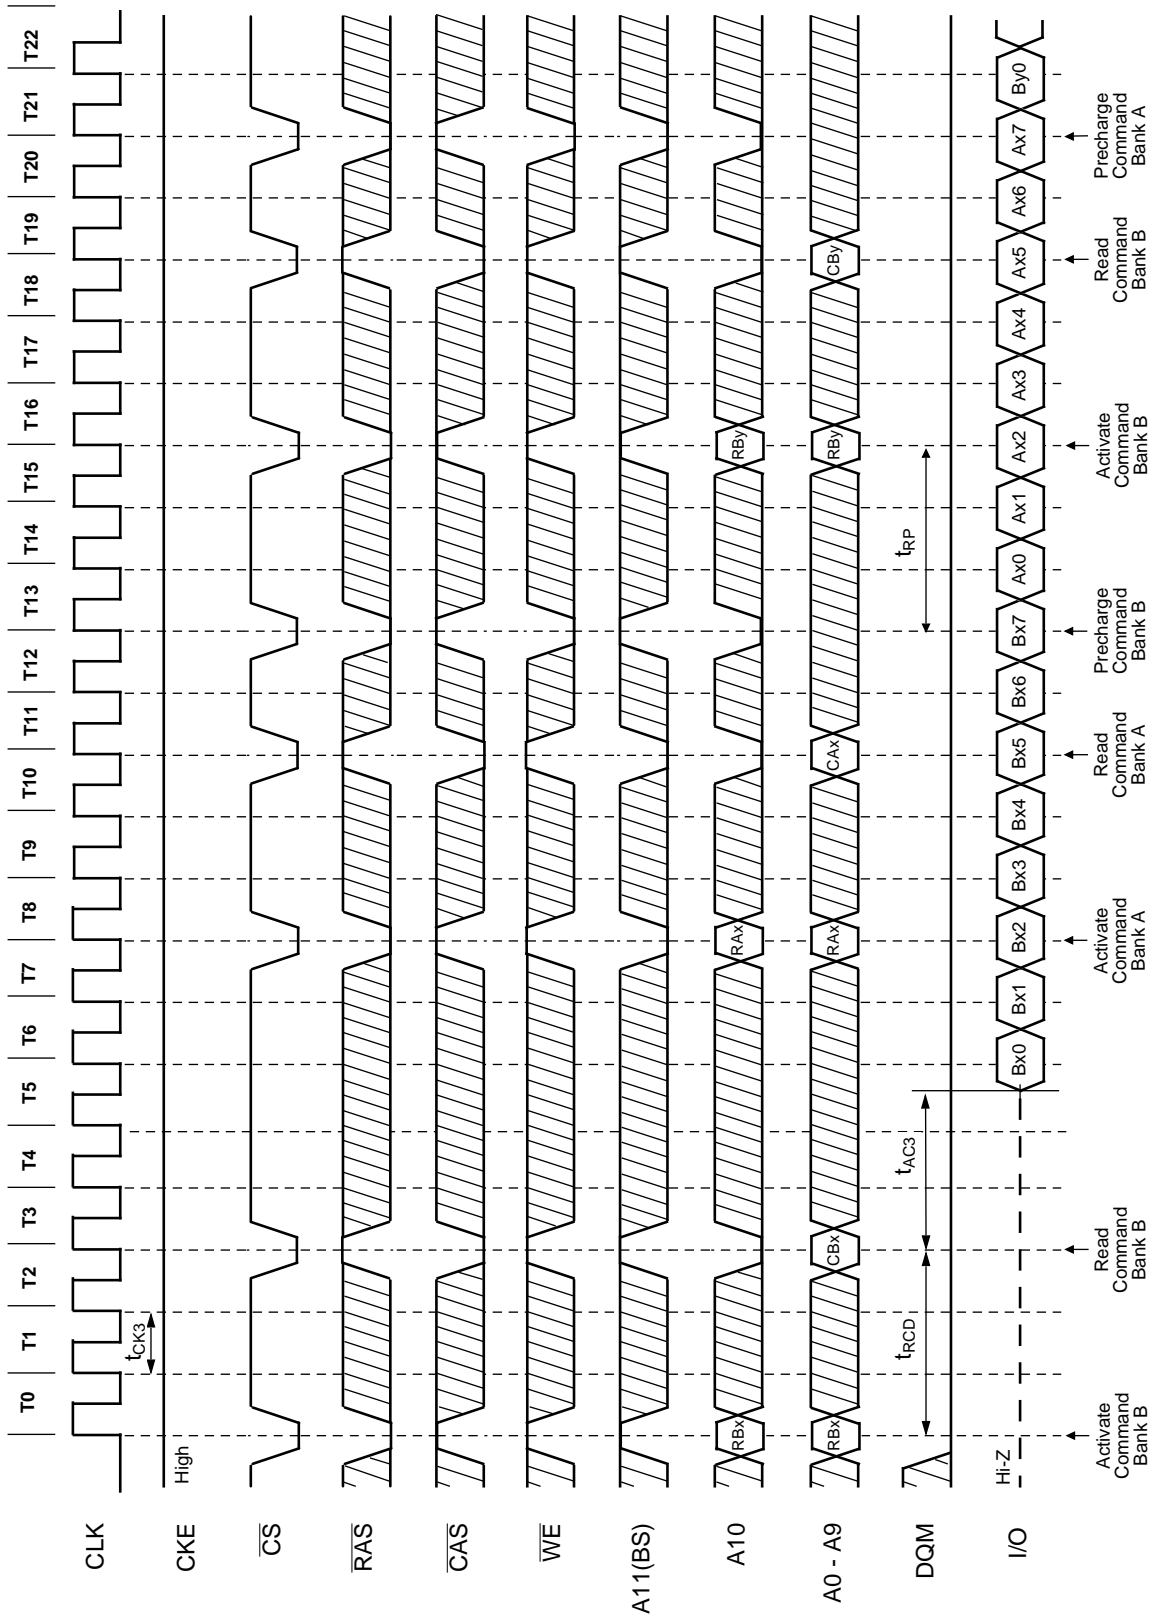 T0 T1 T2 T3 T4 T5 T6 T7 T8 T9 T10 T11 T12 T13 T14 T15 T16 T17 T18 T19 T20 T21 T22
CLK
tCK3
CKE
High
CS
RAS
CAS
WE
A11(BS)
A10
RBx RAx RBy
A0 - A9
RBx CBx RAx CAx RBy CBy
DQM
tRCD
tAC3
tRP
I/O
Hi-Z
Bx0 Bx1 Bx2 Bx3 Bx4 Bx5 Bx6 Bx7 Ax0 Ax1 Ax2 Ax3 Ax4 Ax5 Ax6 Ax7 By0
Activate
Command
Bank B
Read
Command
Bank B
Activate
Command
Bank A
Read
Command
Bank A
Precharge
Command
Bank B
Activate
Command
Bank B
Read
Command
Bank B
Precharge
Command
Bank A